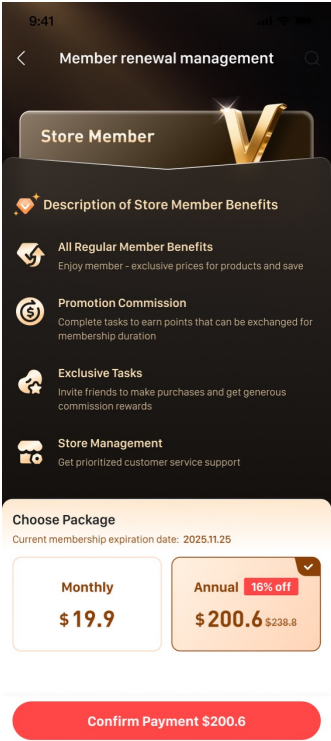 9:41
Member renewal management
Store Member
Description of Store Member Benefits
All Regular Member Benefits
Enjoy member - exclusive prices for products and save
Promotion Commission
Complete tasks to earn points that can be exchanged for
membership duration
Exclusive Tasks
Invite friends to make purchases and get generous
commission rewards
Store Management
Get prioritized customer service support
Choose Package
Current membership expiration date: 2025.11.25
Monthly
$19.9
Annual 16% off
$200.6 $238.8
Confirm Payment $200.6